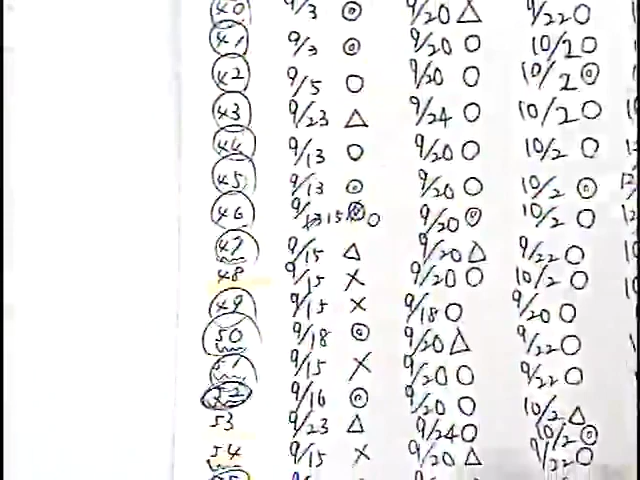 40 9/3 ◎ 9/20 △ 9/22 ○
41 9/3 ◎ 9/20 ○ 10/2 ○
42 9/5 ○ 9/20 ○ 10/2 ◎
43 9/23 △ 9/24 ○ 10/2 ○
44 9/13 ○ 9/20 ○ 10/2 ○
45 9/13 ◎ 9/20 ○ 10/2 ◎
46 9/15 ○ 9/20 ◎ 10/2 ○
47 9/15 △ 9/20 △ 9/22 ○
48 9/15 × 9/20 ○ 10/2 ○
49 9/15 × 9/18 ○ 9/20 ○
50 9/18 ◎ 9/20 △ 9/22 ○
51 9/15 × 9/20 ○ 9/22 ○
52 9/16 ◎ 9/20 ○ 10/2 △
53 9/23 △ 9/24 ○ 10/2 ◎
54 9/15 × 9/20 △ 9/22 ○